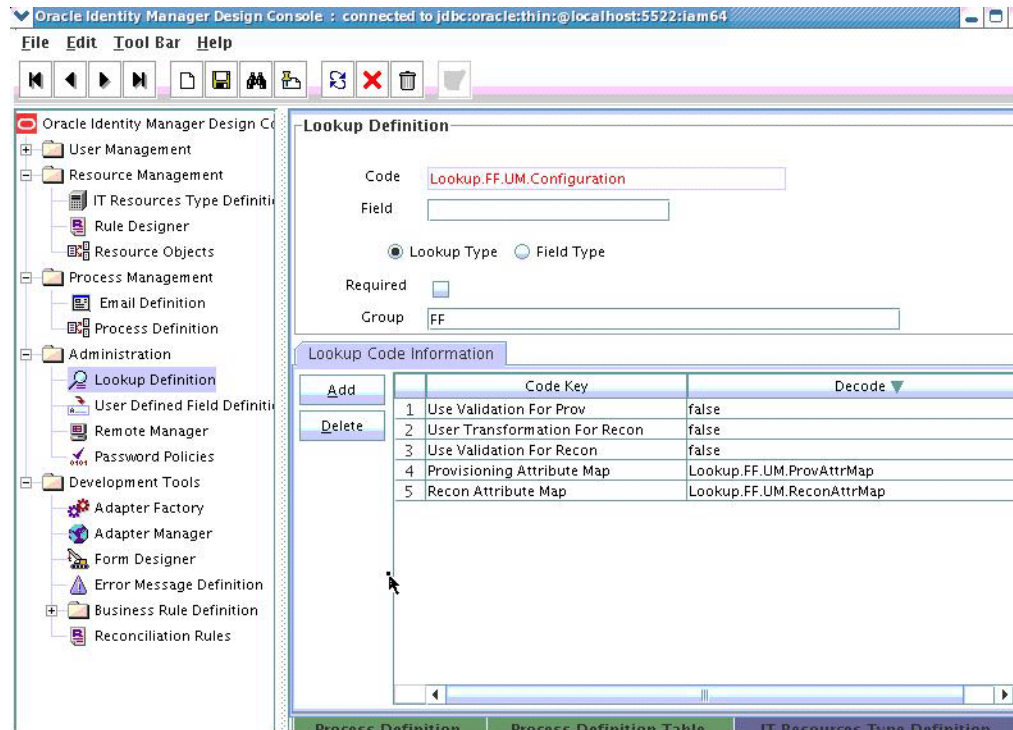 Oracle Identity Manager Design Console : connected to jdbc:oracle:thin:@localhost:5522:iam64
File Edit Tool Bar Help
Oracle Identity Manager Design Co
User Management
Resource Management
IT Resources Type Definiti
Rule Designer
Resource Objects
Process Management
Email Definition
Process Definition
Administration
Lookup Definition
User Defined Field Definiti
Remote Manager
Password Policies
Development Tools
Adapter Factory
Adapter Manager
Form Designer
Error Message Definition
Business Rule Definition
Reconciliation Rules
Lookup Definition
Code Lookup.FF.UM.Configuration
Field
Lookup Type Field Type
Required
Group FF
Lookup Code Information
Add
Delete
Code Key Decode
1 Use Validation For Prov false
2 User Transformation For Recon false
3 Use Validation For Recon false
4 Provisioning Attribute Map Lookup.FF.UM.ProvAttrMap
5 Recon Attribute Map Lookup.FF.UM.ReconAttrMap
Process Definition Process Definition Table IT Resources Type Definition